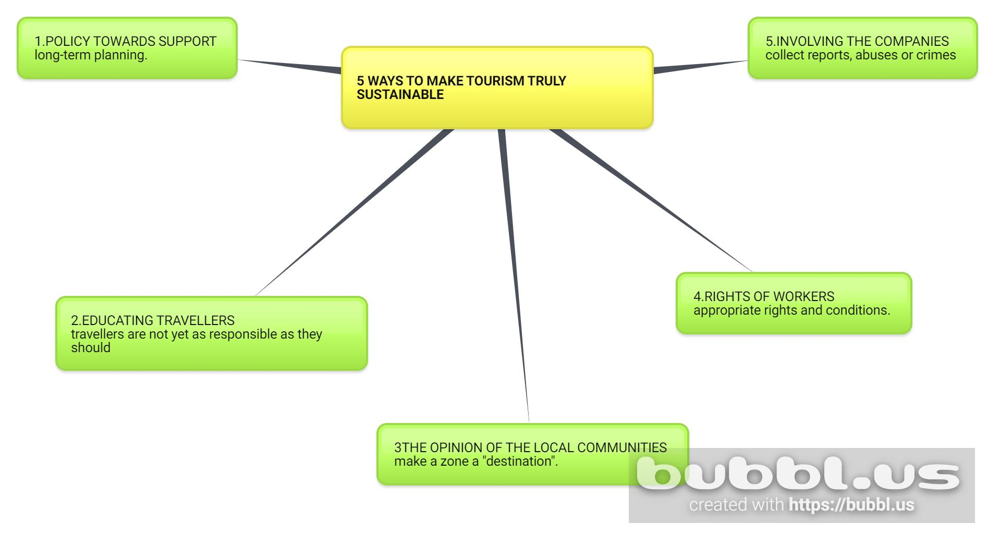 1.POLICY TOWARDS SUPPORT
long-term planning.
5 WAYS TO MAKE TOURISM TRULY
SUSTAINABLE
5.INVOLVING THE COMPANIES
collect reports, abuses or crimes
2.EDUCATING TRAVELLERS
travellers are not yet as responsible as they
should
4.RIGHTS OF WORKERS
appropriate rights and conditions.
3THE OPINION OF THE LOCAL COMMUNITIES
make a zone a "destination".
bubbl.us
created with https://bubbl.us